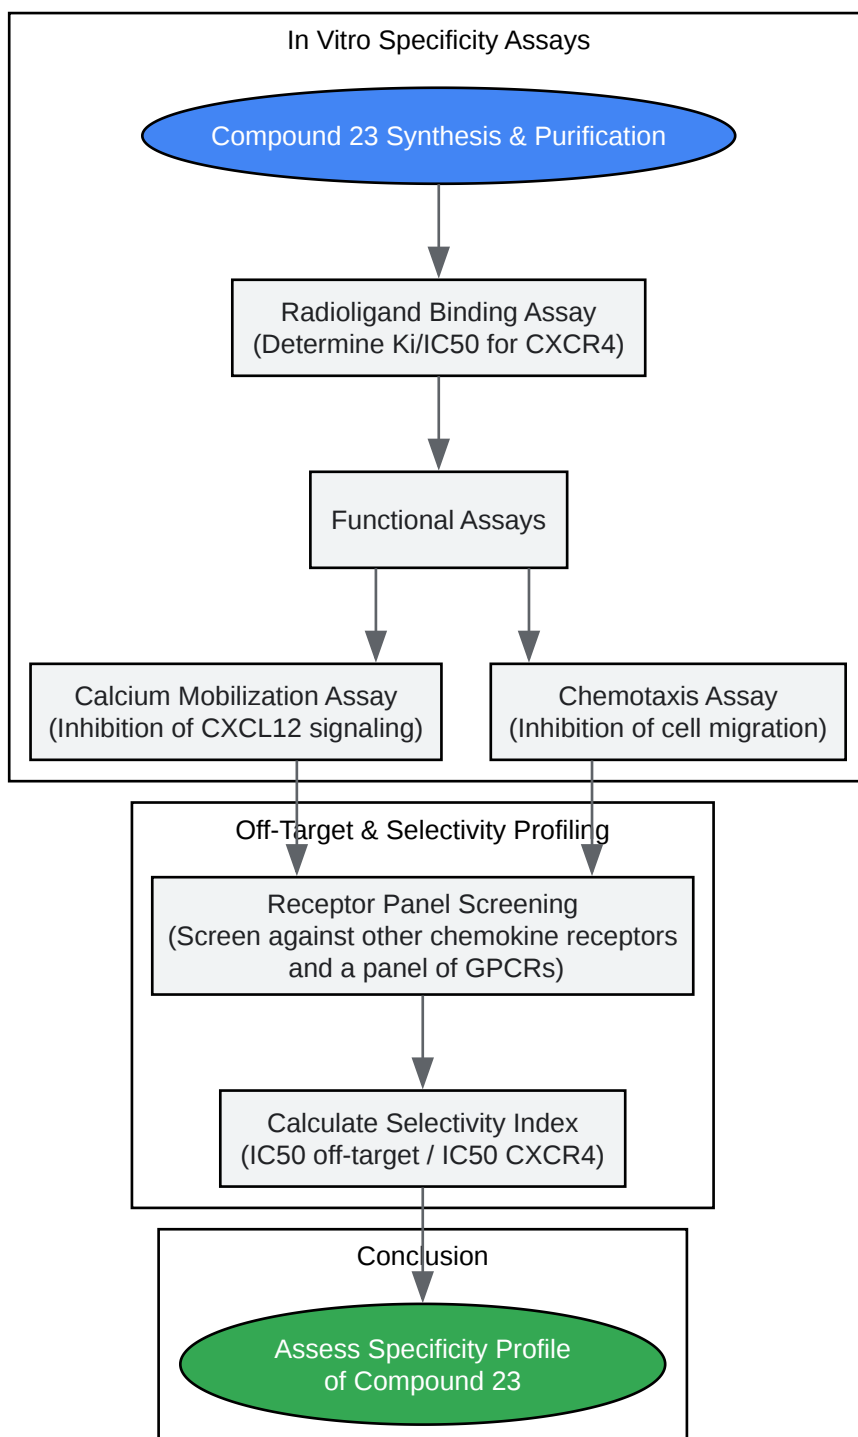 In Vitro Specificity Assays
Compound 23 Synthesis & Purification
Radioligand Binding Assay
(Determine Ki/IC50 for CXCR4)
Functional Assays
Calcium Mobilization Assay
(Inhibition of CXCL12 signaling)
Chemotaxis Assay
(Inhibition of cell migration)
Off-Target & Selectivity Profiling
Receptor Panel Screening
(Screen against other chemokine receptors
and a panel of GPCRs)
Calculate Selectivity Index
(IC50 off-target / IC50 CXCR4)
Conclusion
Assess Specificity Profile
of Compound 23